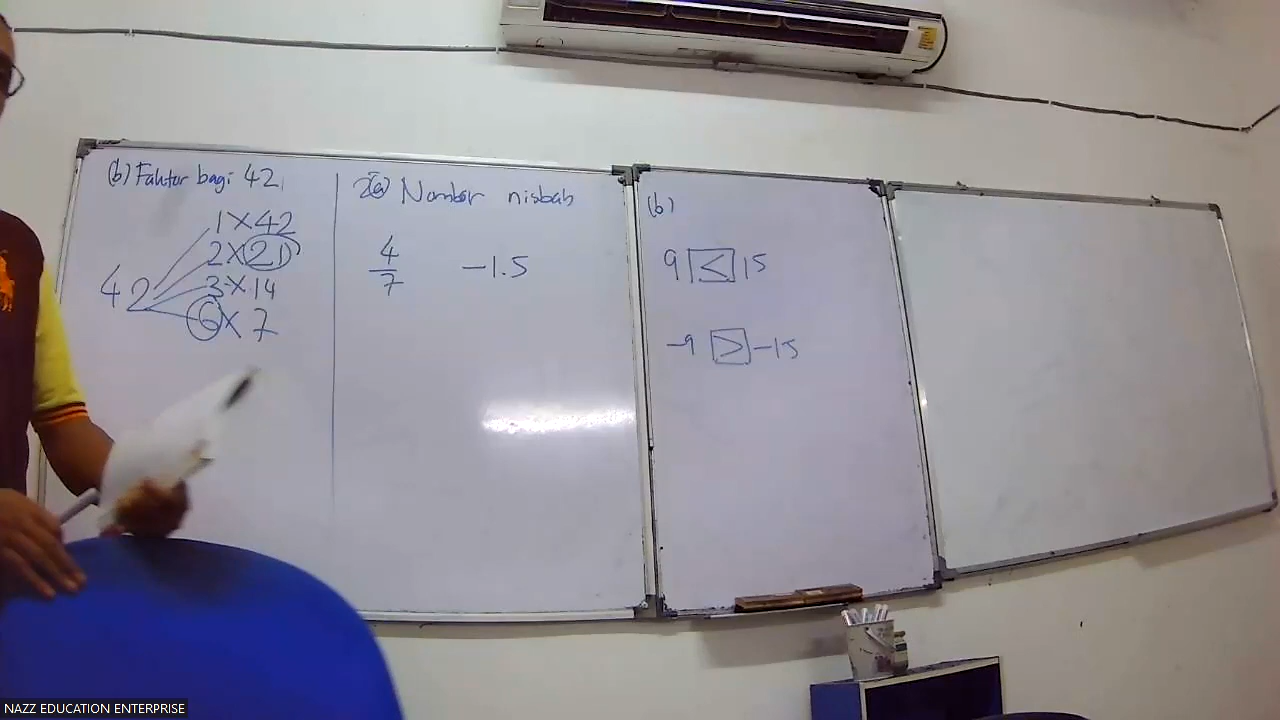 (b) Faktor bagi 42
1 X 42
2 X 21
42
3 X 14
6 X 7
2(a) Nombor nisbah
4/7 -1.5
(b)
9 < 15
-9 > -15
NAZZ EDUCATION ENTERPRISE